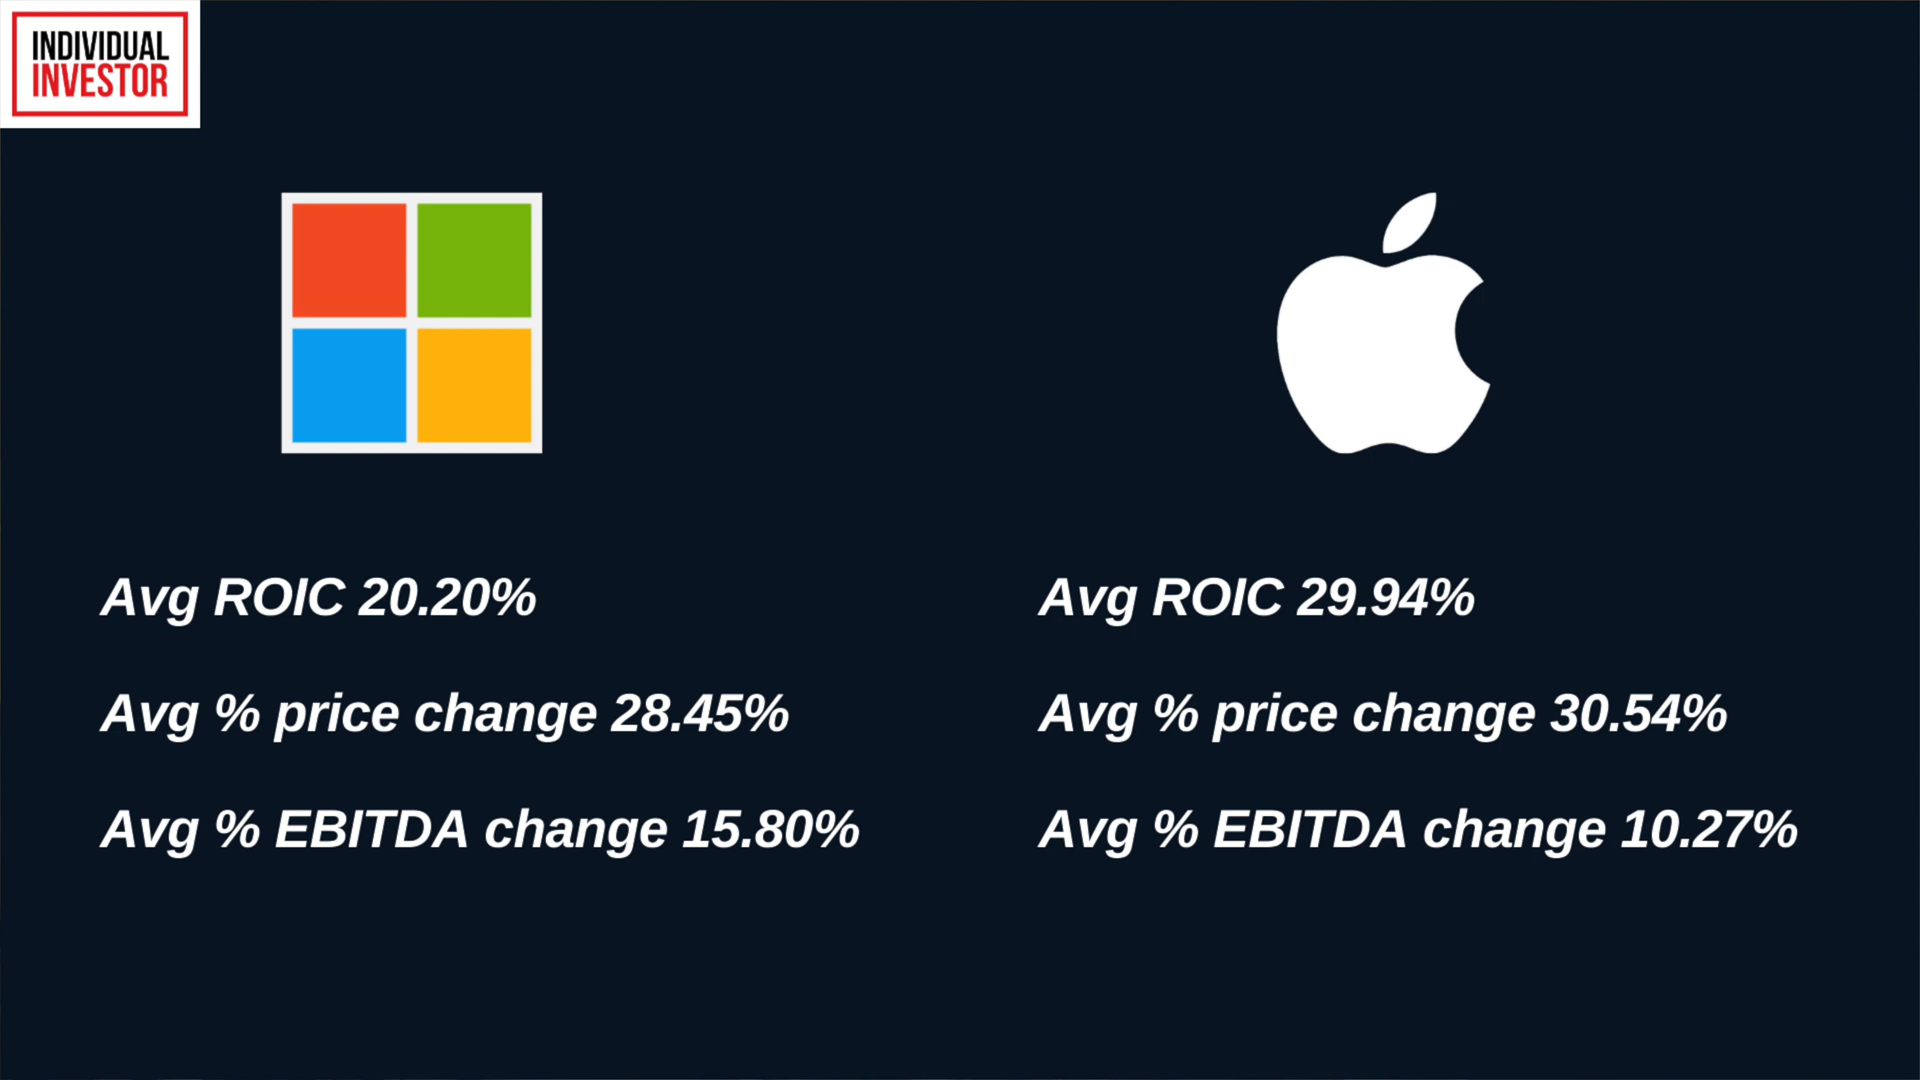 INDIVIDUAL
INVESTOR
Avg ROIC 20.20%
Avg % price change 28.45%
Avg % EBITDA change 15.80%
Avg ROIC 29.94%
Avg % price change 30.54%
Avg % EBITDA change 10.27%